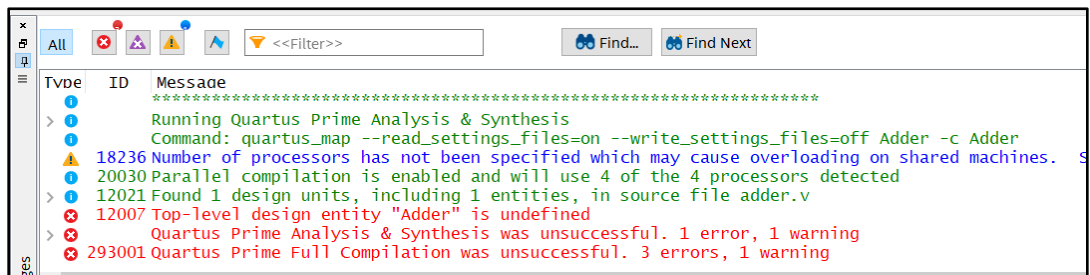 All <<Filter>> Find... Find Next
Type ID Message
********************************************************************
Running Quartus Prime Analysis & Synthesis
Command: quartus_map --read_settings_files=on --write_settings_files=off Adder -c Adder
18236 Number of processors has not been specified which may cause overloading on shared machines. S
20030 Parallel compilation is enabled and will use 4 of the 4 processors detected
12021 Found 1 design units, including 1 entities, in source file adder.v
12007 Top-level design entity "Adder" is undefined
Quartus Prime Analysis & Synthesis was unsuccessful. 1 error, 1 warning
293001 Quartus Prime Full Compilation was unsuccessful. 3 errors, 1 warning